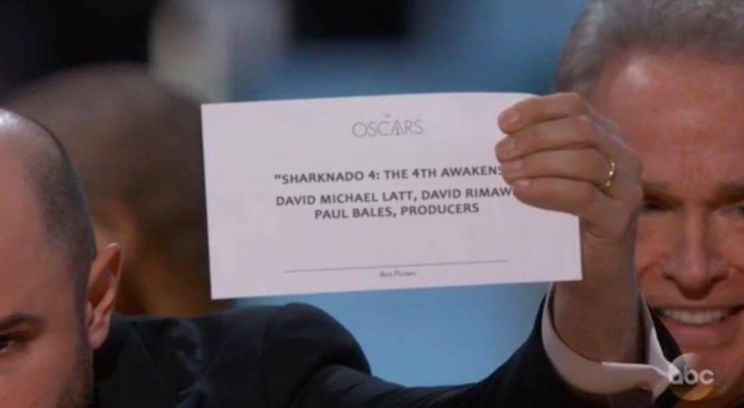 OSCARS
"SHARKNADO 4: THE 4TH AWAKENS
DAVID MICHAEL LATT, DAVID RIMAW
PAUL BALES, PRODUCERS
Best Picture
abc